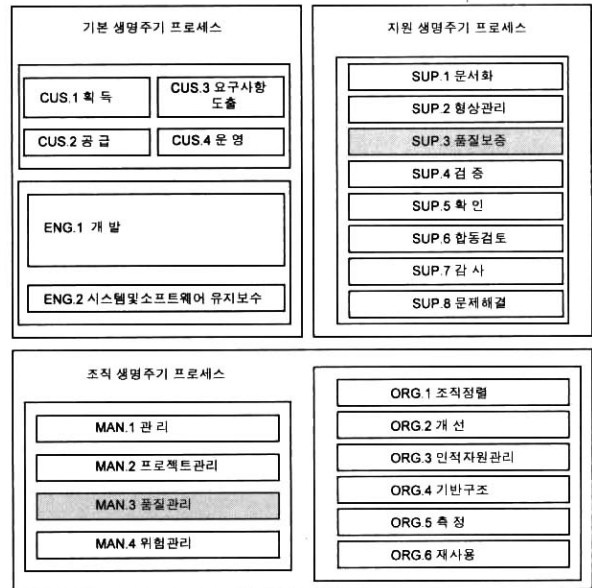 기본 생명주기 프로세스
CUS.1 획 득
CUS.3 요구사항
도출
CUS.2 공 급
CUS.4 운 영
ENG.1 개 발
ENG.2 시스템및소프트웨어 유지보수
지원 생명주기 프로세스
SUP.1 문서화
SUP.2 형상관리
SUP.3 품질보증
SUP.4 검 증
SUP.5 확 인
SUP.6 합동검토
SUP.7 감 사
SUP.8 문제해결
조직 생명주기 프로세스
MAN.1 관 리
MAN.2 프로젝트관리
MAN.3 품질관리
MAN.4 위험관리
ORG.1 조직정렬
ORG.2 개 선
ORG.3 인적자원관리
ORG.4 기반구조
ORG.5 측 정
ORG.6 재사용